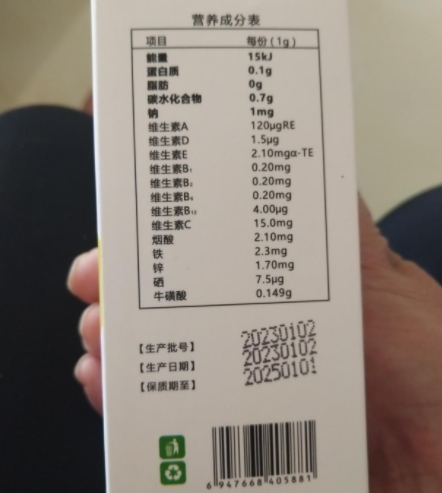 营养成分表
项目 每份(1g)
能量 15kJ
蛋白质 0.1g
脂肪 0g
碳水化合物 0.7g
钠 1mg
维生素A 120μgRE
维生素D 1.5μg
维生素E 2.10mgα-TE
维生素B₁ 0.20mg
维生素B₂ 0.20mg
维生素B₆ 0.20mg
维生素B₁₂ 4.00μg
维生素C 15.0mg
烟酸 2.10mg
铁 2.3mg
锌 1.70mg
硒 7.5μg
牛磺酸 0.149g
【生产批号】 20230102
【生产日期】 20230102
【保质期至】 20250101
6 947668 405881